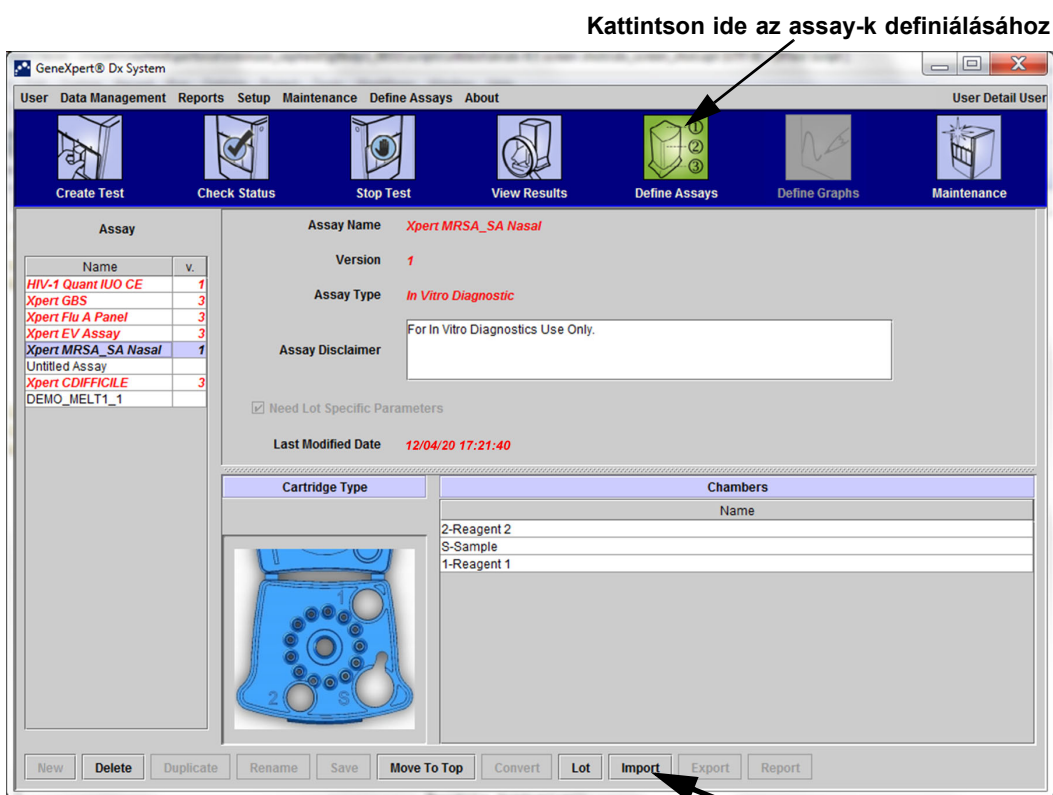 Kattintson ide az assay-k definiálásához
GeneXpert® Dx System
User Data Management Reports Setup Maintenance Define Assays About User Detail User
Create Test Check Status Stop Test View Results Define Assays Define Graphs Maintenance
Assay
Name v.
HIV-1 Quant IUO CE 1
Xpert GBS 3
Xpert Flu A Panel 3
Xpert EV Assay 3
Xpert MRSA_SA Nasal 1
Untitled Assay
Xpert CDIFFICILE 3
DEMO_MELT1_1
Assay Name Xpert MRSA_SA Nasal
Version 1
Assay Type In Vitro Diagnostic
Assay Disclaimer For In Vitro Diagnostics Use Only.
Need Lot Specific Parameters
Last Modified Date 12/04/20 17:21:40
Cartridge Type
1
2 S
Chambers
Name
2-Reagent 2
S-Sample
1-Reagent 1
New Delete Duplicate Rename Save Move To Top Convert Lot Import Export Report